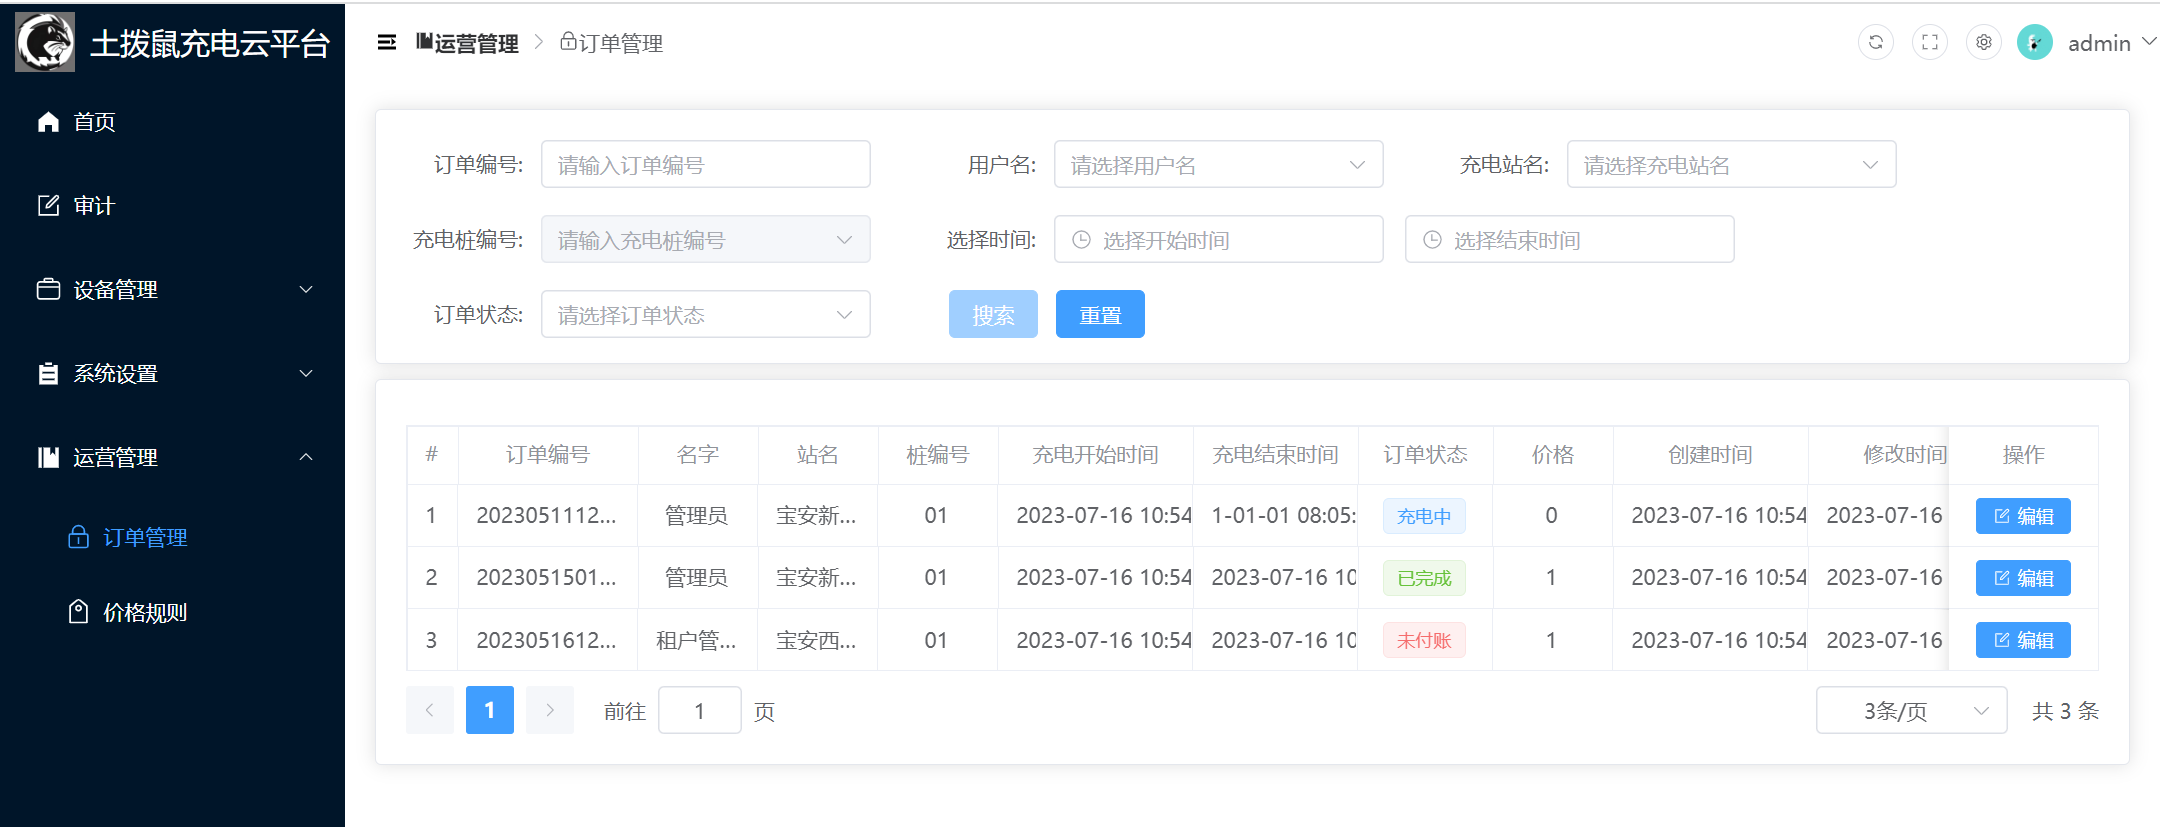 土拨鼠充电云平台
运营管理 > 订单管理
admin
首页
审计
设备管理
系统设置
运营管理
订单管理
价格规则
订单编号: 请输入订单编号 用户名: 请选择用户名 充电站名: 请选择充电站名
充电桩编号: 请输入充电桩编号 选择时间: 选择开始时间 选择结束时间
订单状态: 请选择订单状态 搜索 重置
# 订单编号 名字 站名 桩编号 充电开始时间 充电结束时间 订单状态 价格 创建时间 修改时间 操作
1 2023051112... 管理员 宝安新... 01 2023-07-16 10:54 1-01-01 08:05: 充电中 0 2023-07-16 10:54 2023-07-16 编辑
2 2023051501... 管理员 宝安新... 01 2023-07-16 10:54 2023-07-16 10 已完成 1 2023-07-16 10:54 2023-07-16 编辑
3 2023051612... 租户管... 宝安西... 01 2023-07-16 10:54 2023-07-16 10 未付账 1 2023-07-16 10:54 2023-07-16 编辑
1 前往 1 页 3条/页 共 3 条